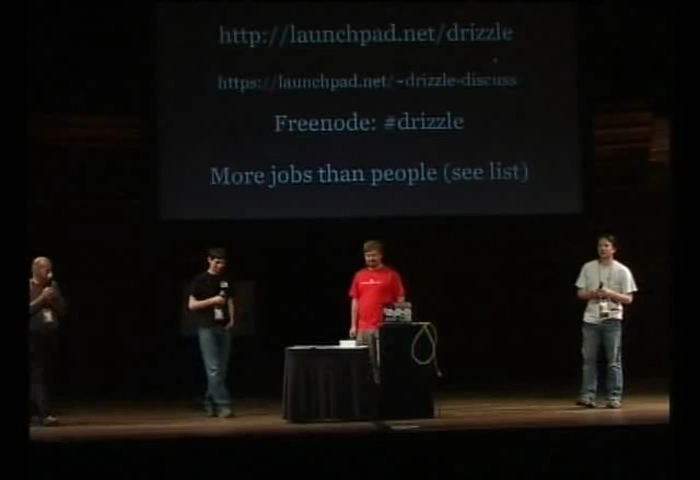 http://launchpad.net/drizzle
https://launchpad.net/~drizzle-discuss
Freenode: #drizzle
More jobs than people (see list)